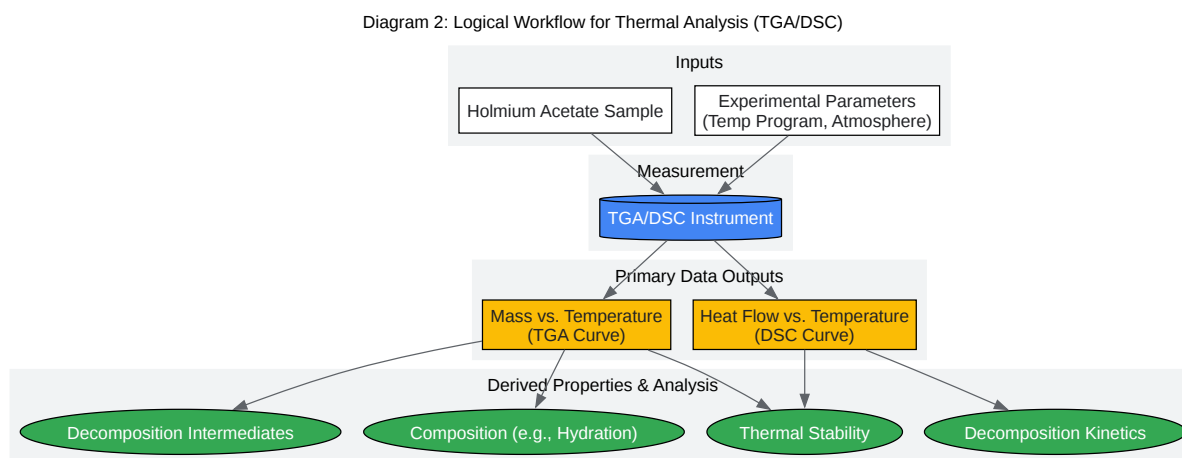 Diagram 2: Logical Workflow for Thermal Analysis (TGA/DSC)
Inputs
Holmium Acetate Sample
Experimental Parameters
(Temp Program, Atmosphere)
Measurement
TGA/DSC Instrument
Primary Data Outputs
Mass vs. Temperature
(TGA Curve)
Heat Flow vs. Temperature
(DSC Curve)
Derived Properties & Analysis
Decomposition Intermediates
Composition (e.g., Hydration)
Thermal Stability
Decomposition Kinetics